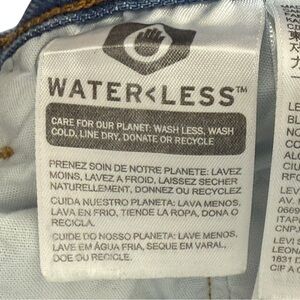 WATER<LESS™
CARE FOR OUR PLANET: WASH LESS, WASH
COLD, LINE DRY, DONATE OR RECYCLE
PRENEZ SOIN DE NOTRE PLANETE: LAVEZ
MOINS, LAVEZ A FROID, LAISSEZ SECHER
NATURELLEMENT, DONNEZ OU RECYCLEZ
CUIDA NUESTRO PLANETA: LAVA MENOS,
LAVA EN FRIO, TIENDE LA ROPA, DONA O
RECICLA.
CUIDE DO NOSSO PLANETA: LAVE MENOS,
LAVE EM ÁGUA FRIA, SEQUE EM VARAL,
DOE OU RECICLE.